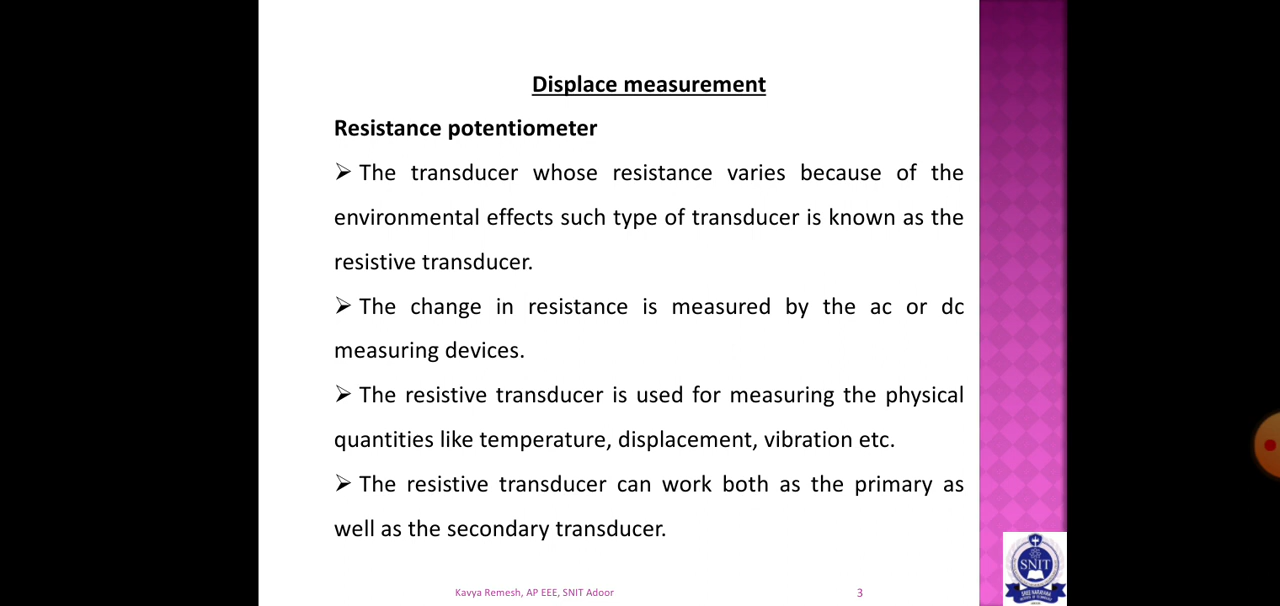 Displace measurement
Resistance potentiometer
➢ The transducer whose resistance varies because of the
environmental effects such type of transducer is known as the
resistive transducer.
➢ The change in resistance is measured by the ac or dc
measuring devices.
➢ The resistive transducer is used for measuring the physical
quantities like temperature, displacement, vibration etc.
➢ The resistive transducer can work both as the primary as
well as the secondary transducer.
SNIT
Kavya Remesh, AP EEE, SNIT Adoor
3